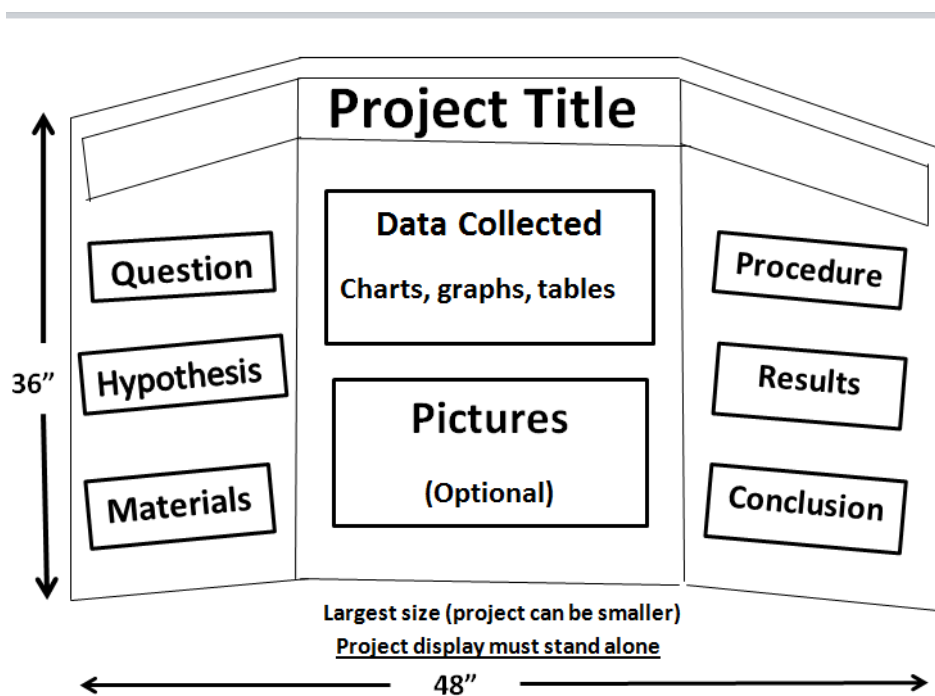 Project Title
Question
Hypothesis
Materials
Data Collected
Charts, graphs, tables
Pictures
(Optional)
Procedure
Results
Conclusion
36”
Largest size (project can be smaller)
Project display must stand alone
48”